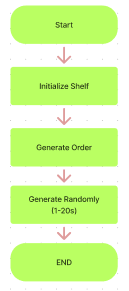 Start
Initialize Shelf
Generate Order
Generate Randomly
(1-20s)
END